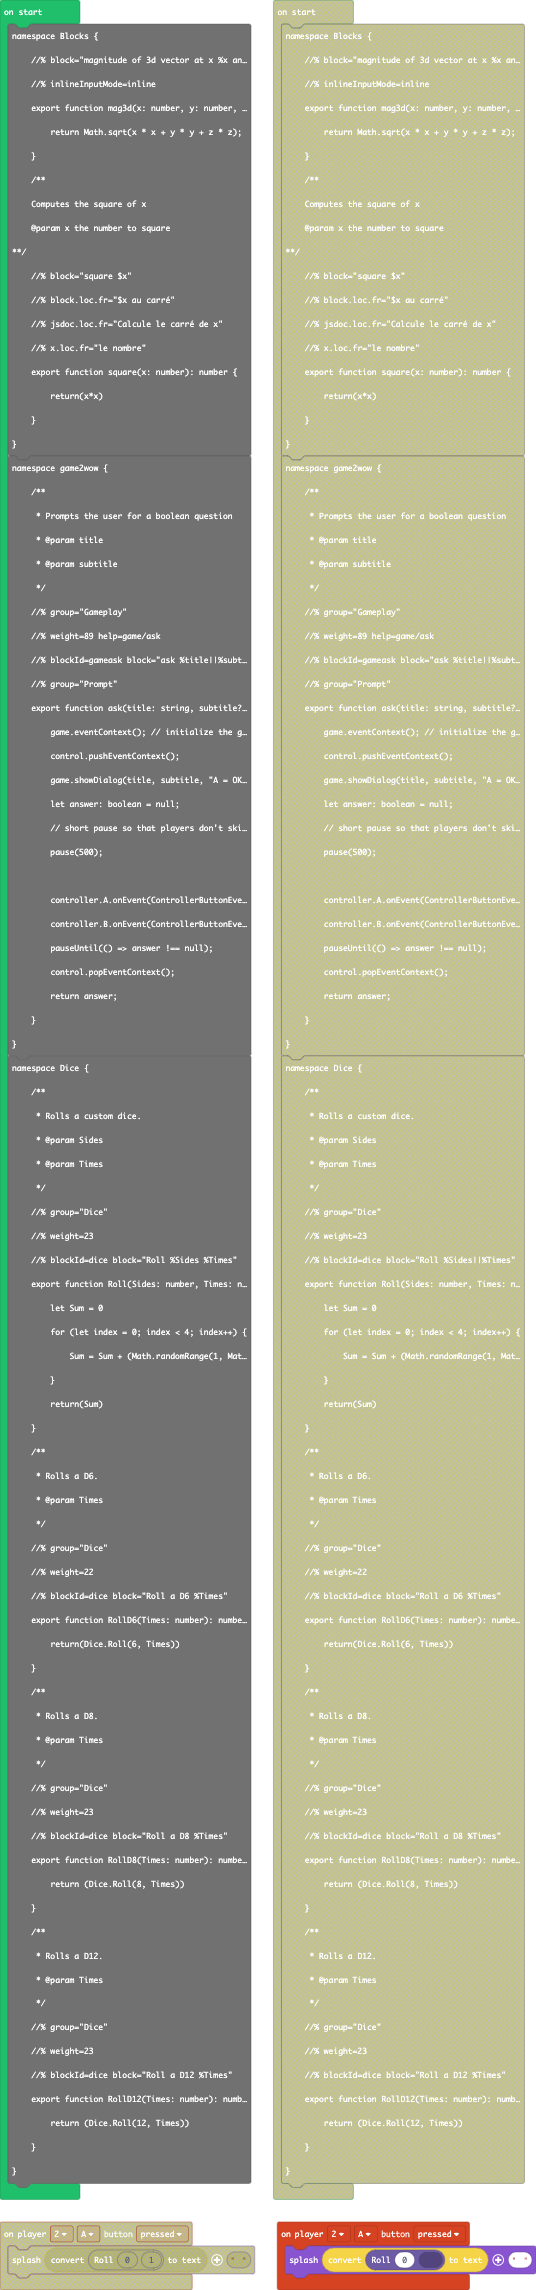 on start
namespace Blocks {
//% block="magnitude of 3d vector at x %x an…
//% inlineInputMode=inline
export function mag3d(x: number, y: number, …
return Math.sqrt(x * x + y * y + z * z);
}
/**
Computes the square of x
@param x the number to square
**/
//% block="square $x"
//% block.loc.fr="$x au carré"
//% jsdoc.loc.fr="Calcule le carré de x"
//% x.loc.fr="le nombre"
export function square(x: number): number {
return(x*x)
}
}
namespace game2wow {
/**
* Prompts the user for a boolean question
* @param title
* @param subtitle
*/
//% group="Gameplay"
//% weight=89 help=game/ask
//% blockId=gameask block="ask %title||%subt…
//% group="Prompt"
export function ask(title: string, subtitle?…
game.eventContext(); // initialize the g…
control.pushEventContext();
game.showDialog(title, subtitle, "A = OK…
let answer: boolean = null;
// short pause so that players don't ski…
pause(500);
controller.A.onEvent(ControllerButtonEve…
controller.B.onEvent(ControllerButtonEve…
pauseUntil(() => answer !== null);
control.popEventContext();
return answer;
}
}
namespace Dice {
/**
* Rolls a custom dice.
* @param Sides
* @param Times
*/
//% group="Dice"
//% weight=23
//% blockId=dice block="Roll %Sides %Times"
export function Roll(Sides: number, Times: n…
let Sum = 0
for (let index = 0; index < 4; index++) {
Sum = Sum + (Math.randomRange(1, Mat…
}
return(Sum)
}
/**
* Rolls a D6.
* @param Times
*/
//% group="Dice"
//% weight=22
//% blockId=dice block="Roll a D6 %Times"
export function RollD6(Times: number): numbe…
return(Dice.Roll(6, Times))
}
/**
* Rolls a D8.
* @param Times
*/
//% group="Dice"
//% weight=23
//% blockId=dice block="Roll a D8 %Times"
export function RollD8(Times: number): numbe…
return (Dice.Roll(8, Times))
}
/**
* Rolls a D12.
* @param Times
*/
//% group="Dice"
//% weight=23
//% blockId=dice block="Roll a D12 %Times"
export function RollD12(Times: number): numb…
return (Dice.Roll(12, Times))
}
}
on player 2 A button pressed
splash convert Roll 0 1 to text + " "
on start
namespace Blocks {
//% block="magnitude of 3d vector at x %x an…
//% inlineInputMode=inline
export function mag3d(x: number, y: number, …
return Math.sqrt(x * x + y * y + z * z);
}
/**
Computes the square of x
@param x the number to square
**/
//% block="square $x"
//% block.loc.fr="$x au carré"
//% jsdoc.loc.fr="Calcule le carré de x"
//% x.loc.fr="le nombre"
export function square(x: number): number {
return(x*x)
}
}
namespace game2wow {
/**
* Prompts the user for a boolean question
* @param title
* @param subtitle
*/
//% group="Gameplay"
//% weight=89 help=game/ask
//% blockId=gameask block="ask %title||%subt…
//% group="Prompt"
export function ask(title: string, subtitle?…
game.eventContext(); // initialize the g…
control.pushEventContext();
game.showDialog(title, subtitle, "A = OK…
let answer: boolean = null;
// short pause so that players don't ski…
pause(500);
controller.A.onEvent(ControllerButtonEve…
controller.B.onEvent(ControllerButtonEve…
pauseUntil(() => answer !== null);
control.popEventContext();
return answer;
}
}
namespace Dice {
/**
* Rolls a custom dice.
* @param Sides
* @param Times
*/
//% group="Dice"
//% weight=23
//% blockId=dice block="Roll %Sides||%Times"
export function Roll(Sides: number, Times: n…
let Sum = 0
for (let index = 0; index < 4; index++) {
Sum = Sum + (Math.randomRange(1, Mat…
}
return(Sum)
}
/**
* Rolls a D6.
* @param Times
*/
//% group="Dice"
//% weight=22
//% blockId=dice block="Roll a D6 %Times"
export function RollD6(Times: number): numbe…
return(Dice.Roll(6, Times))
}
/**
* Rolls a D8.
* @param Times
*/
//% group="Dice"
//% weight=23
//% blockId=dice block="Roll a D8 %Times"
export function RollD8(Times: number): numbe…
return (Dice.Roll(8, Times))
}
/**
* Rolls a D12.
* @param Times
*/
//% group="Dice"
//% weight=23
//% blockId=dice block="Roll a D12 %Times"
export function RollD12(Times: number): numb…
return (Dice.Roll(12, Times))
}
}
on player 2 A button pressed
splash convert Roll 0 to text + " "